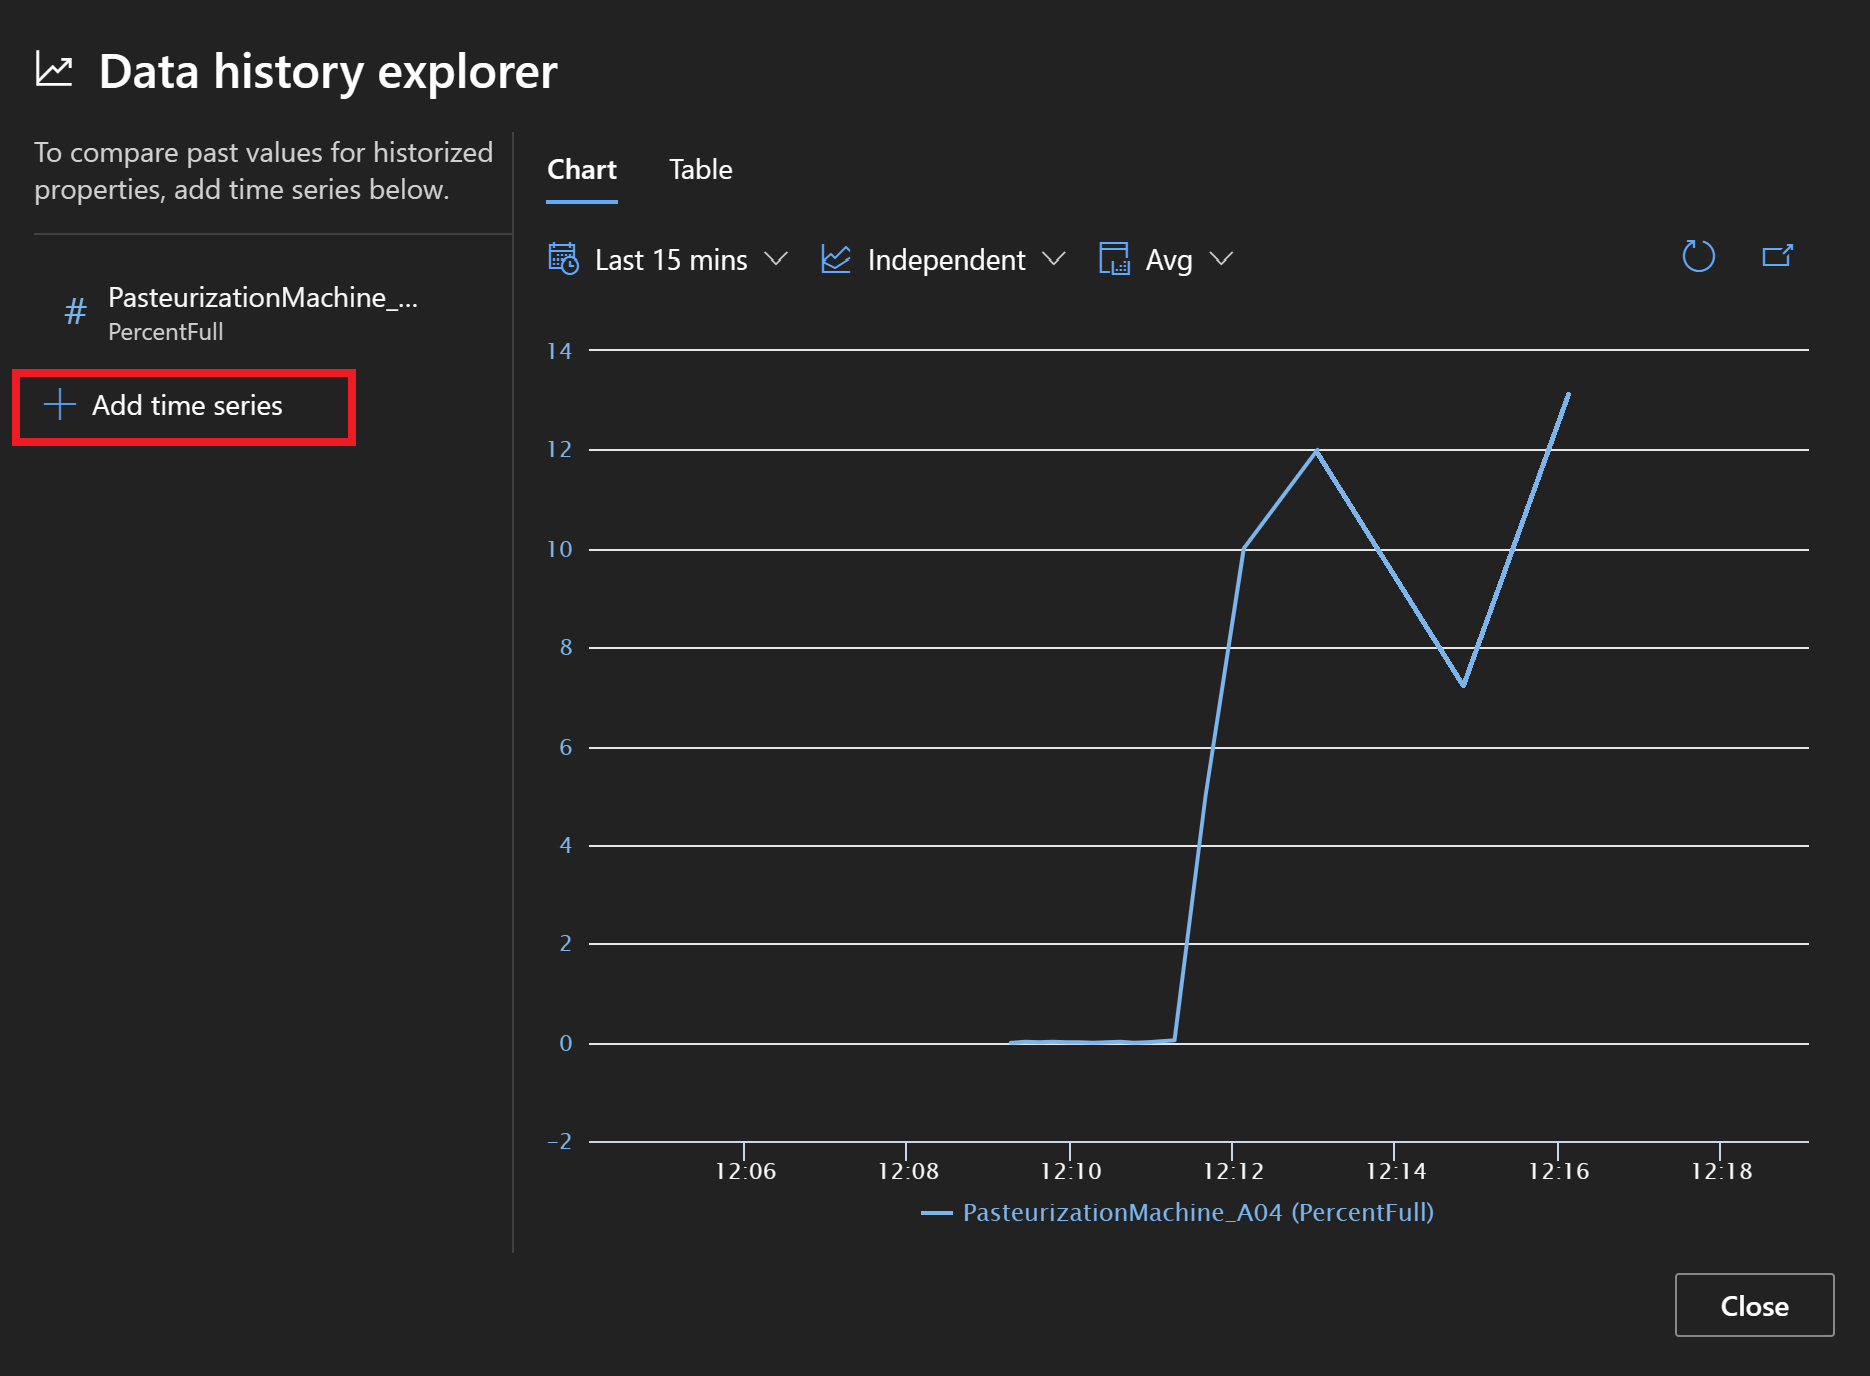 Data history explorer
To compare past values for historized
properties, add time series below.
# PasteurizationMachine_...
PercentFull
+ Add time series
Chart Table
Last 15 mins Independent Avg
14
12
10
8
6
4
2
0
−2
12:06 12:08 12:10 12:12 12:14 12:16 12:18
PasteurizationMachine_A04 (PercentFull)
Close